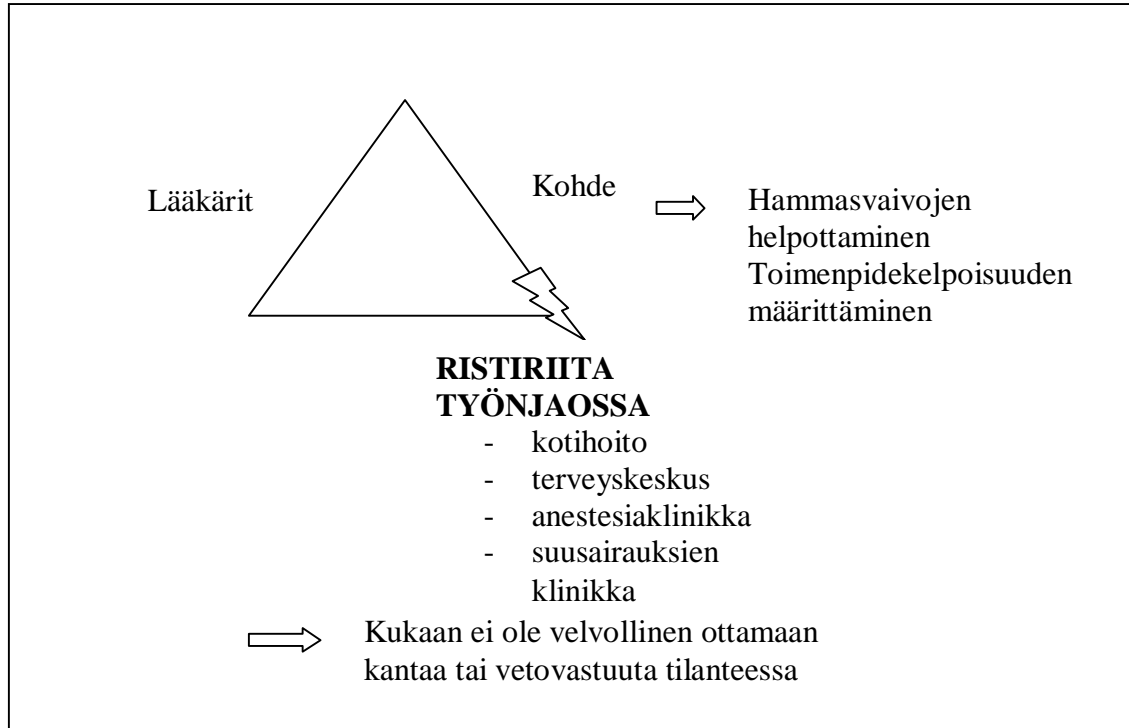 Lääkärit
Kohde
Hammasvaivojen
helpottaminen
Toimenpidekelpoisuuden
määrittäminen
RISTIRIITA
TYÖNJAOSSA
- kotihoito
- terveyskeskus
- anestesiaklinikka
- suusairauksien
klinikka
Kukaan ei ole velvollinen ottamaan
kantaa tai vetovastuuta tilanteessa